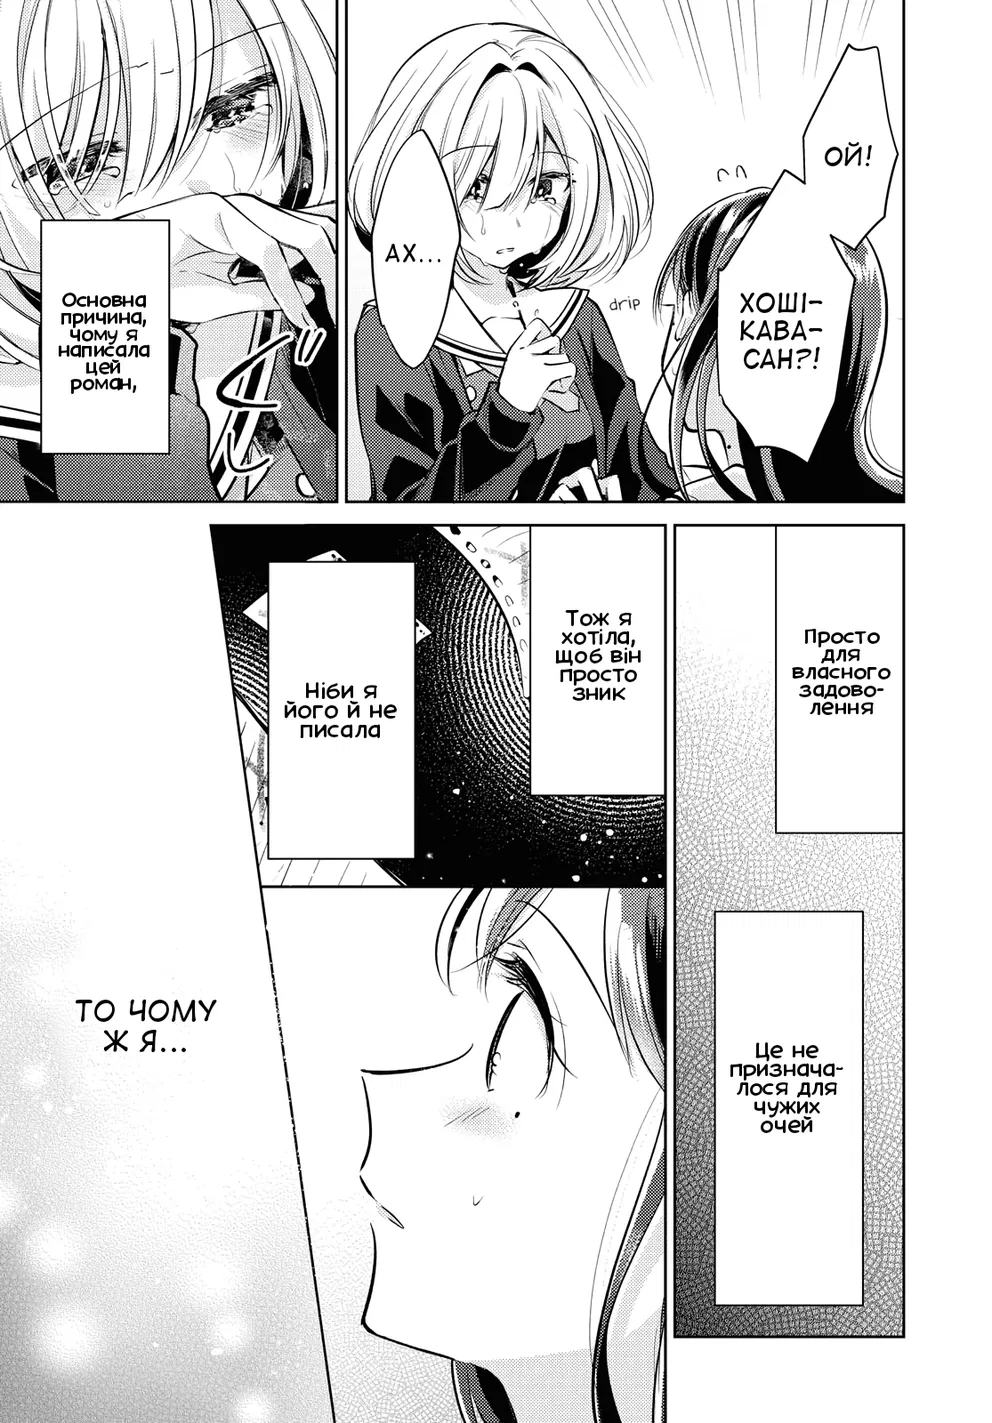 ОЙ!
ХОШІ-
КАВА-
САН?!
АХ...
drip
Основна
причина,
чому я
написала
цей
роман,
Просто
для
власного
задово-
лення
Це не
призноча-
лося для
чужих
очей
Тож я
хотіла,
щоб він
просто
зник
Ніби я
його й не
писала
ТО ЧОМУ
Ж Я...